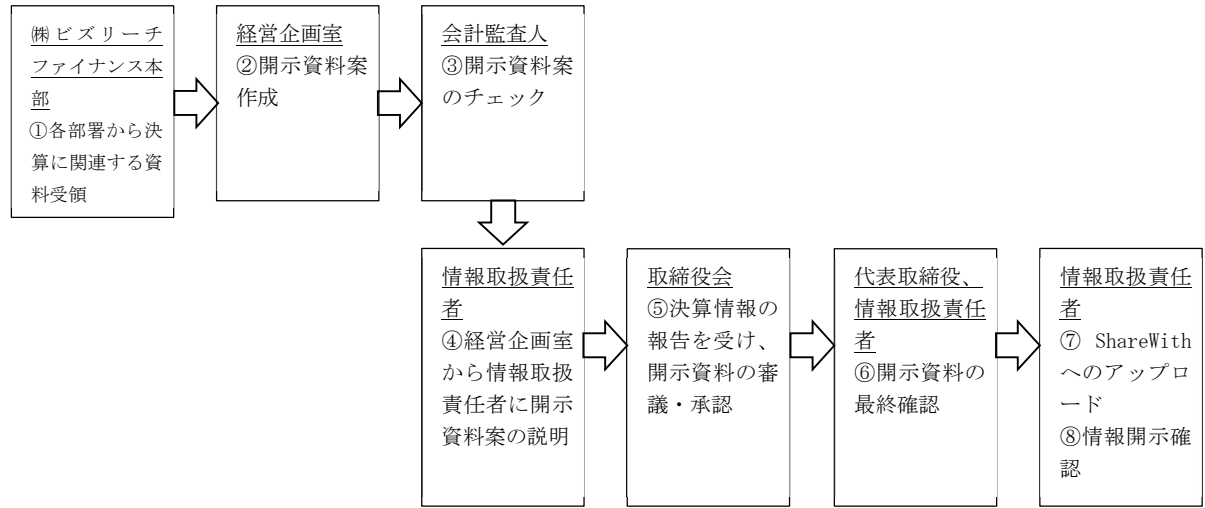 ㈱ビズリーチ
ファイナンス本
部
①各部署から決
算に関連する資
料受領
経営企画室
②開示資料案
作成
会計監査人
③開示資料案
のチェック
情報取扱責任
者
④経営企画室
から情報取扱
責任者に開示
資料案の説明
取締役会
⑤決算情報の
報告を受け、
開示資料の審
議・承認
代表取締役、
情報取扱責任
者
⑥開示資料の
最終確認
情報取扱責任
者
⑦ ShareWith
へのアップロ
ード
⑧情報開示確
認